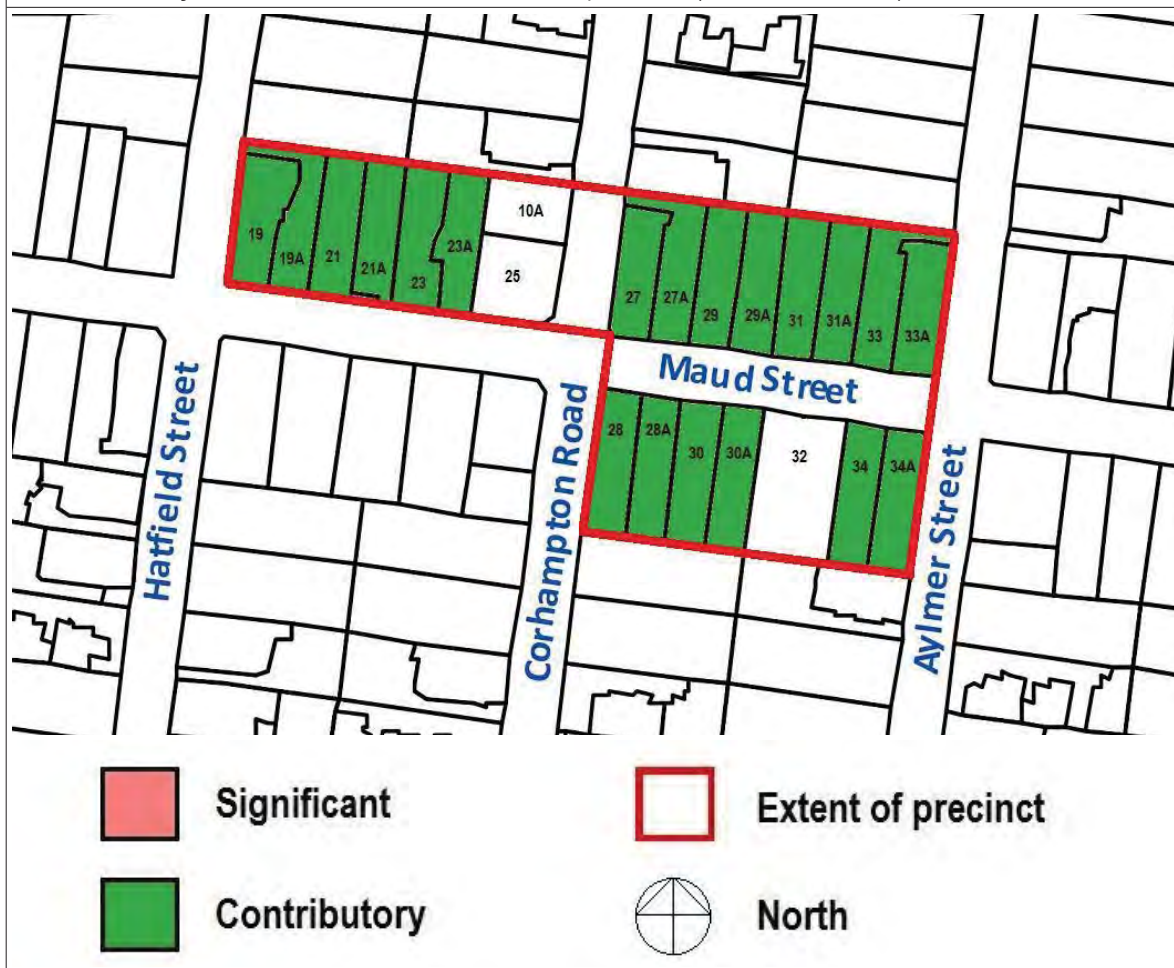 19
19A
21
21A
23
23A
10A
25
27
27A
29
29A
31
31A
33
33A
Maud Street
28
28A
30
30A
32
34
34A
Hatfield Street
Corhampton Road
Aylmer Street
Significant
Extent of precinct
Contributory
North